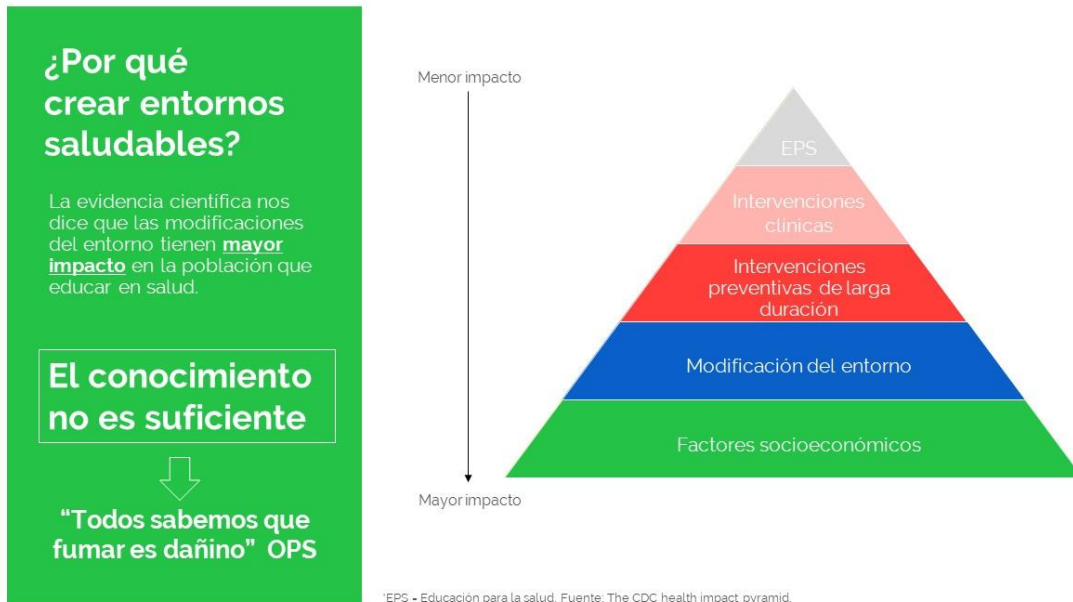 ¿Por qué
crear entornos
saludables?
La evidencia científica nos
dice que las modificaciones
del entorno tienen mayor
impacto en la población que
educar en salud.
El conocimiento
no es suficiente
“Todos sabemos que
fumar es dañino” OPS
Menor impacto
Mayor impacto
EPS
Intervenciones
clínicas
Intervenciones
preventivas de larga
duración
Modificación del entorno
Factores socioeconómicos
*EPS = Educación para la salud. Fuente: The CDC health impact pyramid.